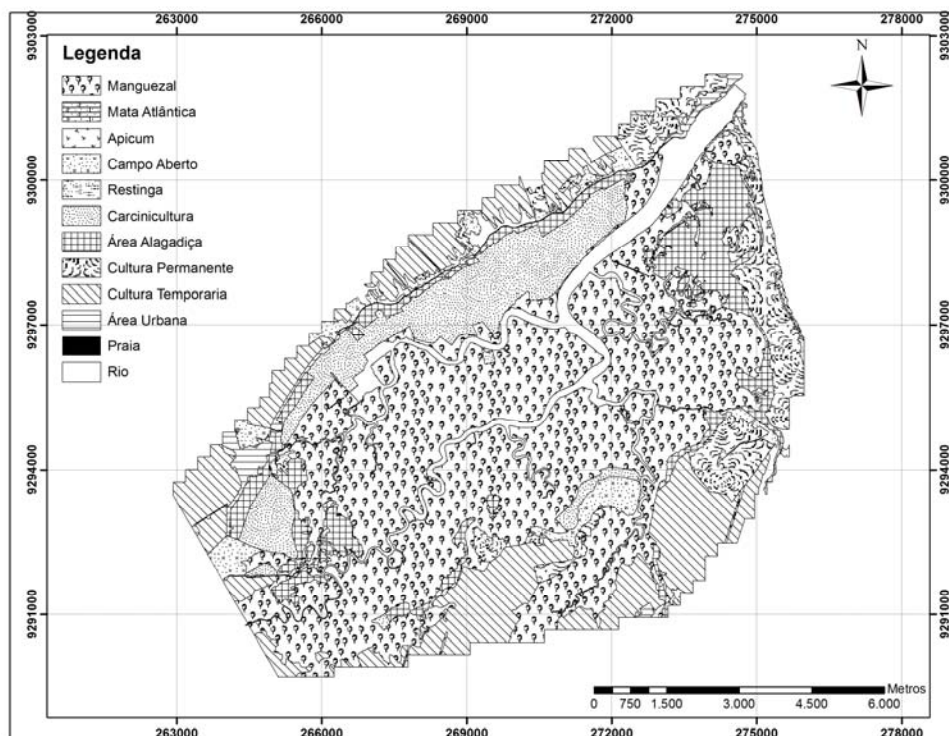 263000 266000 269000 272000 275000 278000
9303000 9303000
Legenda
N
Manguezal
Mata Atlântica
Apicum
Campo Aberto
Restinga
Carcinicultura
Área Alagadiça
Cultura Permanente
Cultura Temporaria
Área Urbana
Praia
Rio
9300000 9300000
9297000 9297000
9294000 9294000
9291000 9291000
Metros
0 750 1.500 3.000 4.500 6.000
263000 266000 269000 272000 275000 278000